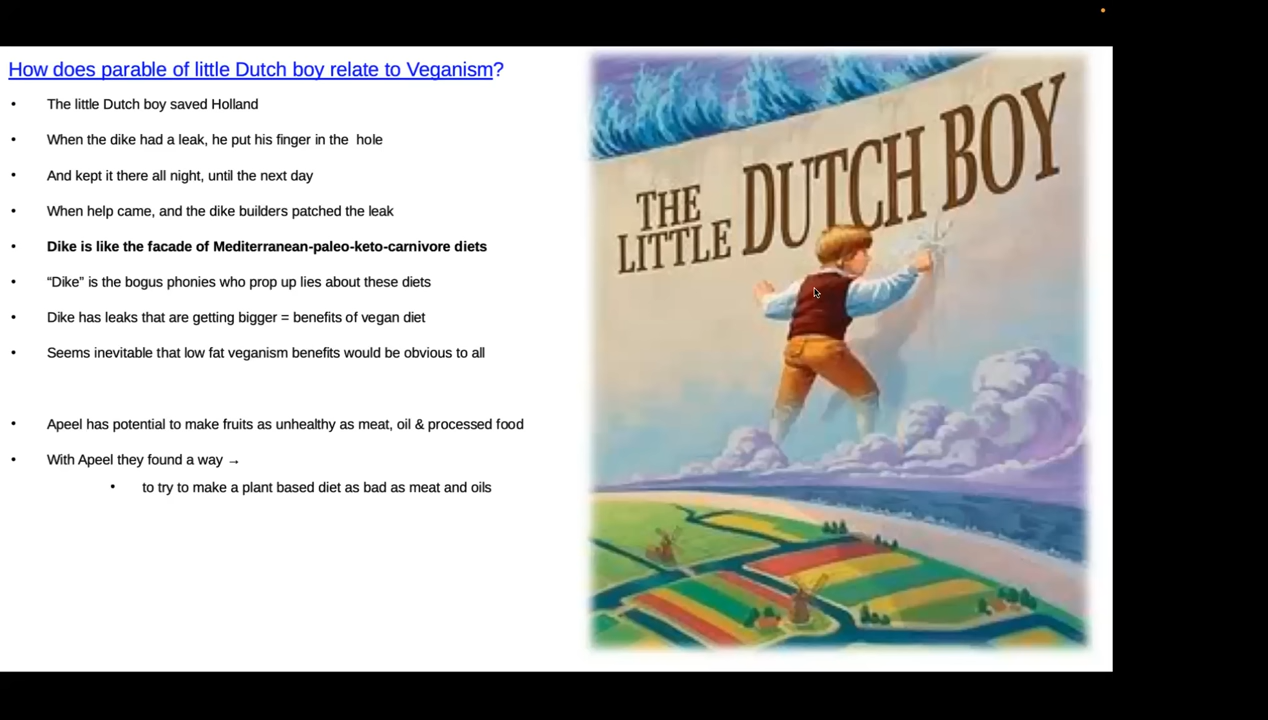 How does parable of little Dutch boy relate to Veganism?
• The little Dutch boy saved Holland
• When the dike had a leak, he put his finger in the  hole
• And kept it there all night, until the next day
• When help came, and the dike builders patched the leak
• Dike is like the facade of Mediterranean-paleo-keto-carnivore diets
• “Dike” is the bogus phonies who prop up lies about these diets
• Dike has leaks that are getting bigger = benefits of vegan diet
• Seems inevitable that low fat veganism benefits would be obvious to all
• Apeel has potential to make fruits as unhealthy as meat, oil & processed food
• With Apeel they found a way →
• to try to make a plant based diet as bad as meat and oils
THE
LITTLE DUTCH BOY